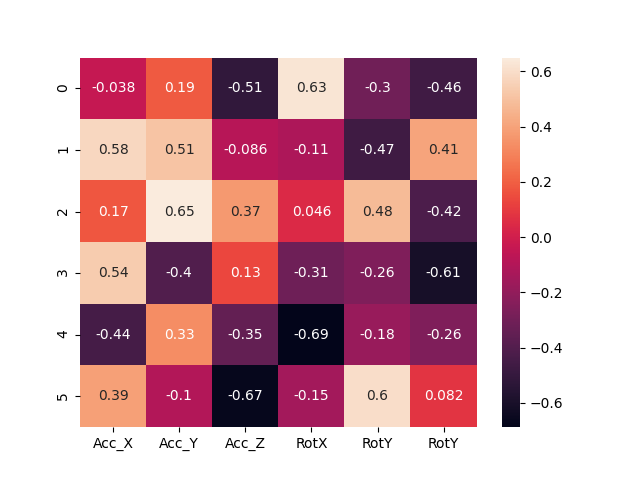 0 -0.038 0.19 -0.51 0.63 -0.3 -0.46
1 0.58 0.51 -0.086 -0.11 -0.47 0.41
2 0.17 0.65 0.37 0.046 0.48 -0.42
3 0.54 -0.4 0.13 -0.31 -0.26 -0.61
4 -0.44 0.33 -0.35 -0.69 -0.18 -0.26
5 0.39 -0.1 -0.67 -0.15 0.6 0.082
Acc_X Acc_Y Acc_Z RotX RotY RotY
0.6
0.4
0.2
0.0
−0.2
−0.4
−0.6